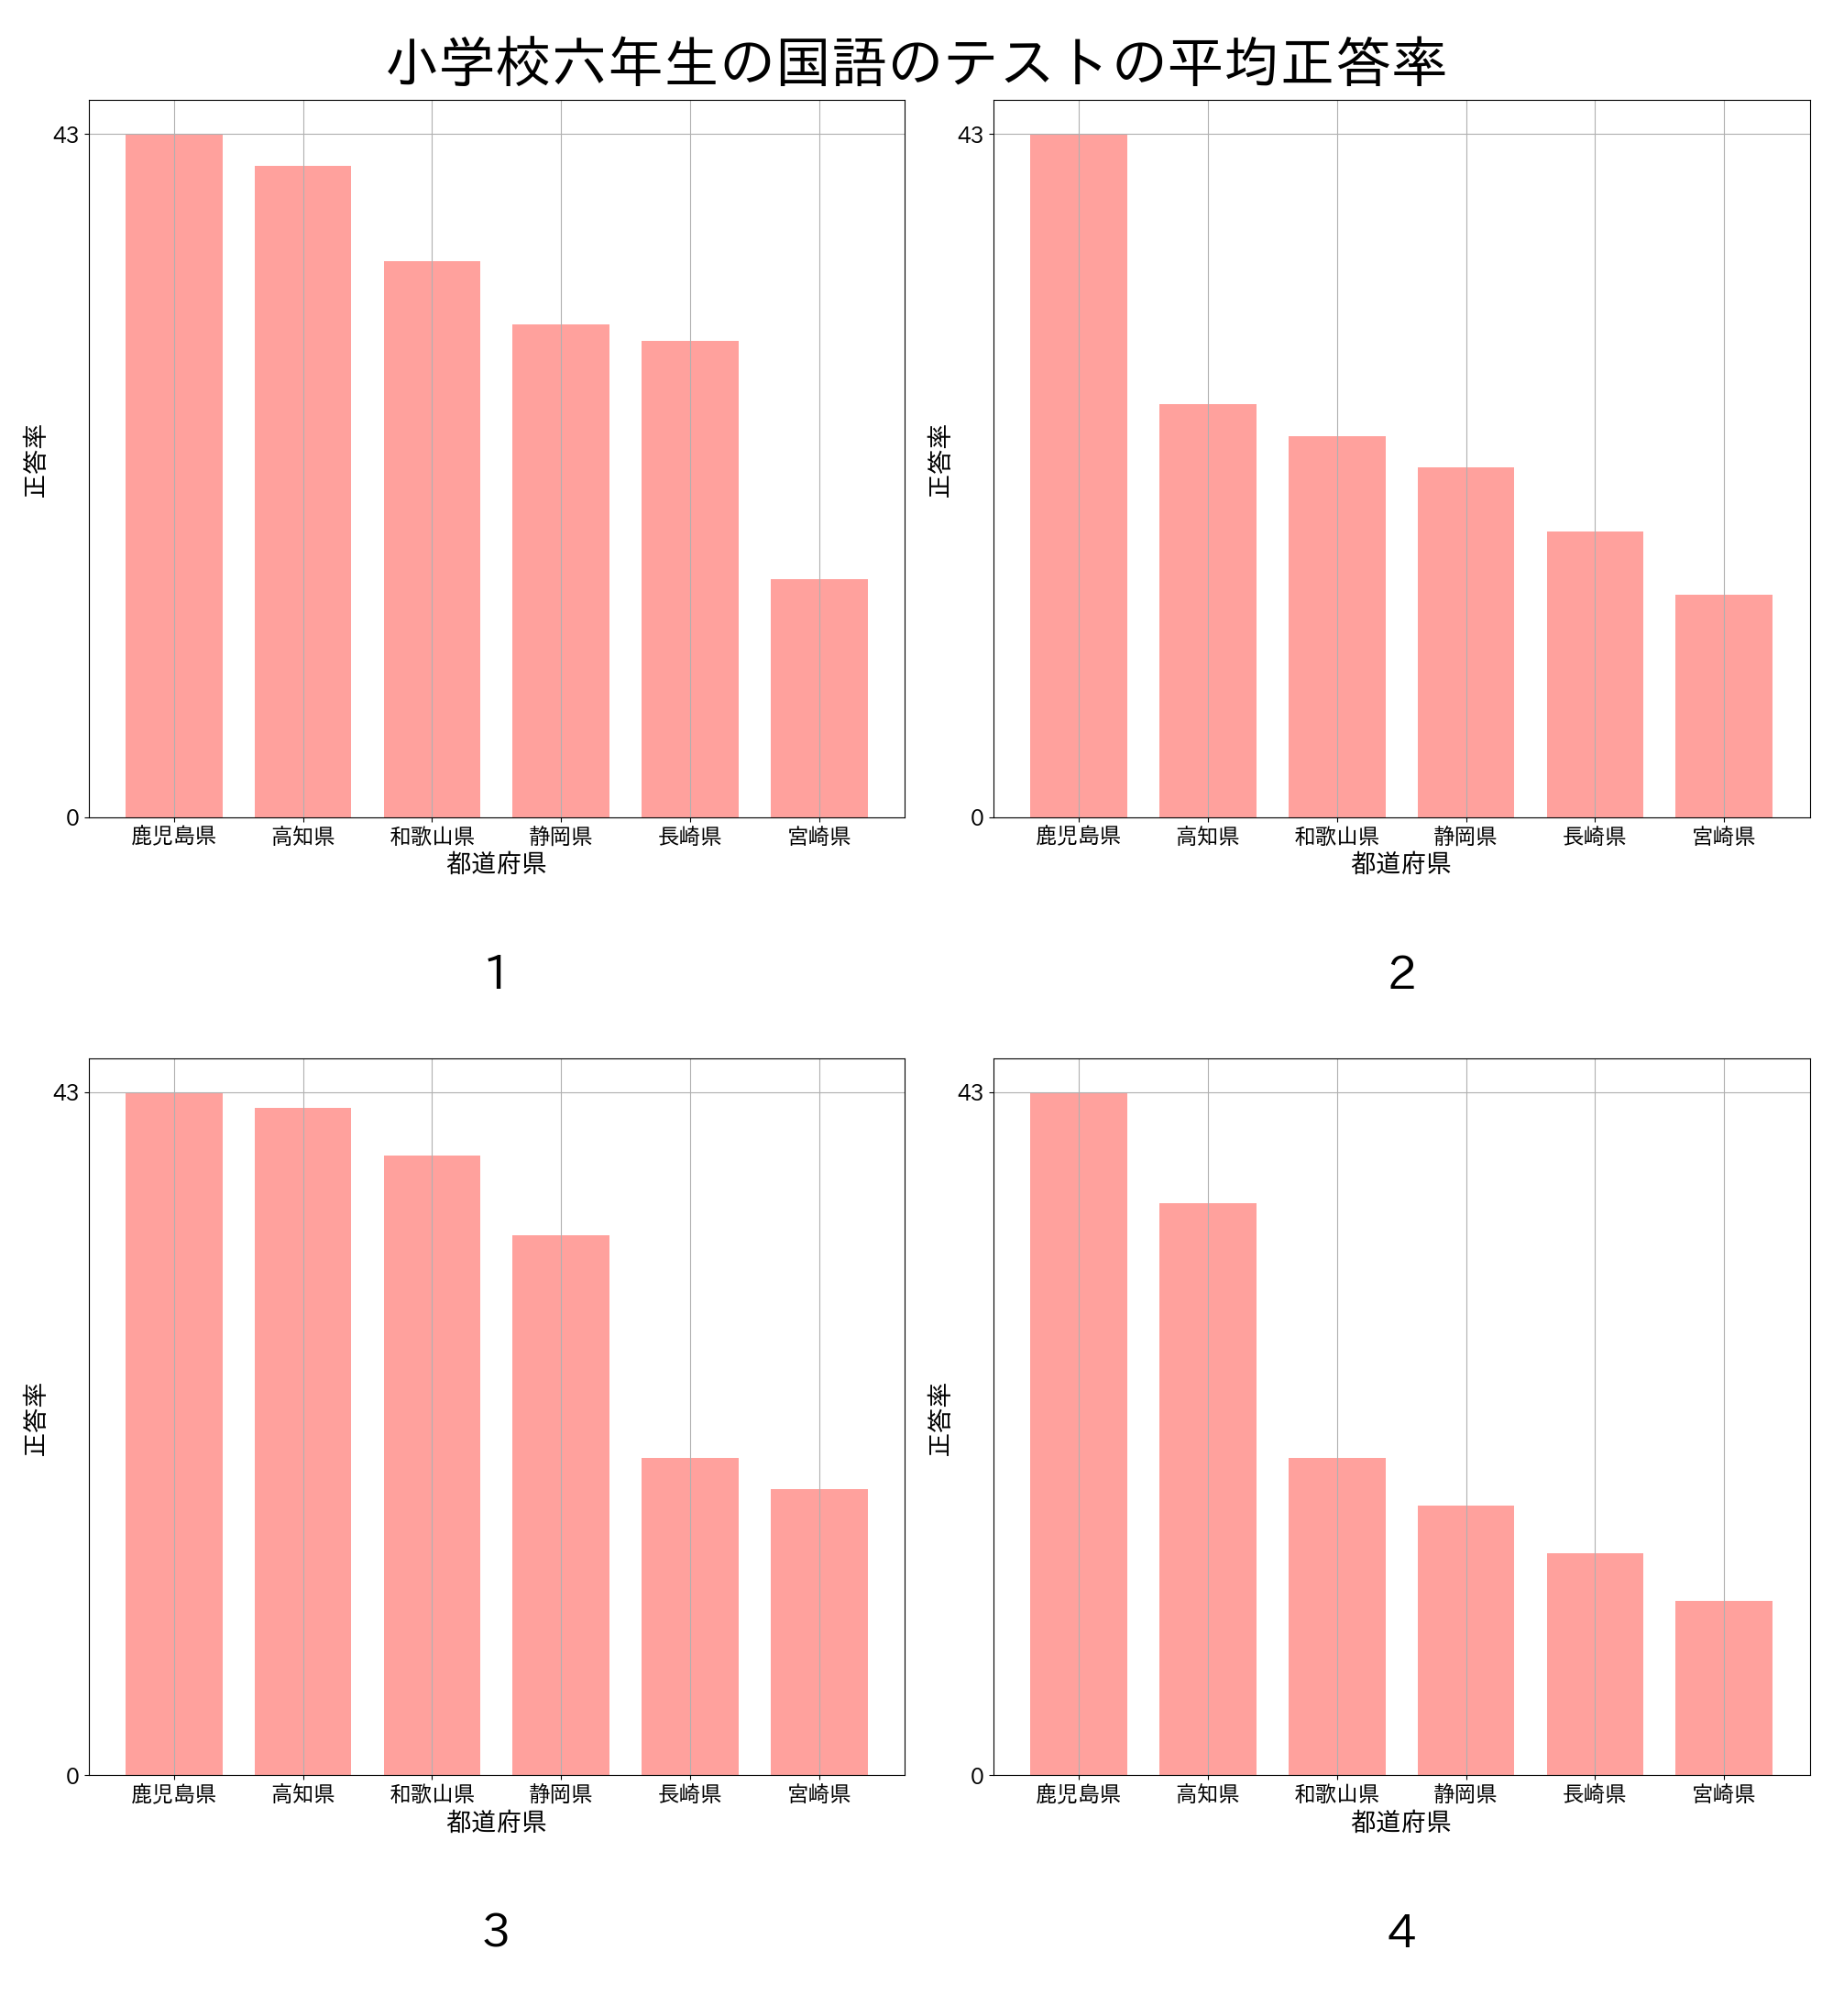 小学校六年生の国語のテストの平均正答率
43
0
正答率
鹿児島県 高知県 和歌山県 静岡県 長崎県 宮崎県
都道府県
1
43
0
正答率
鹿児島県 高知県 和歌山県 静岡県 長崎県 宮崎県
都道府県
2
43
0
正答率
鹿児島県 高知県 和歌山県 静岡県 長崎県 宮崎県
都道府県
3
43
0
正答率
鹿児島県 高知県 和歌山県 静岡県 長崎県 宮崎県
都道府県
4